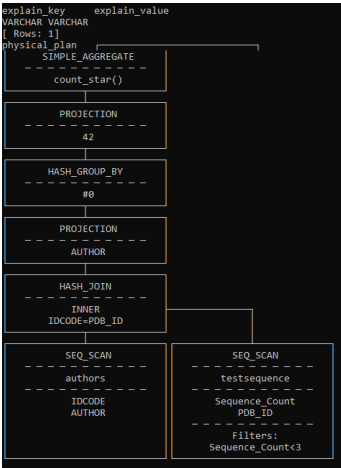 explain_key explain_value
VARCHAR VARCHAR
[ Rows: 1]
physical_plan
SIMPLE_AGGREGATE
count_star()
PROJECTION
42
HASH_GROUP_BY
#0
PROJECTION
AUTHOR
HASH_JOIN
INNER
IDCODE=PDB_ID
SEQ_SCAN
authors
IDCODE
AUTHOR
SEQ_SCAN
testsequence
Sequence_Count
PDB_ID
Filters:
Sequence_Count<3